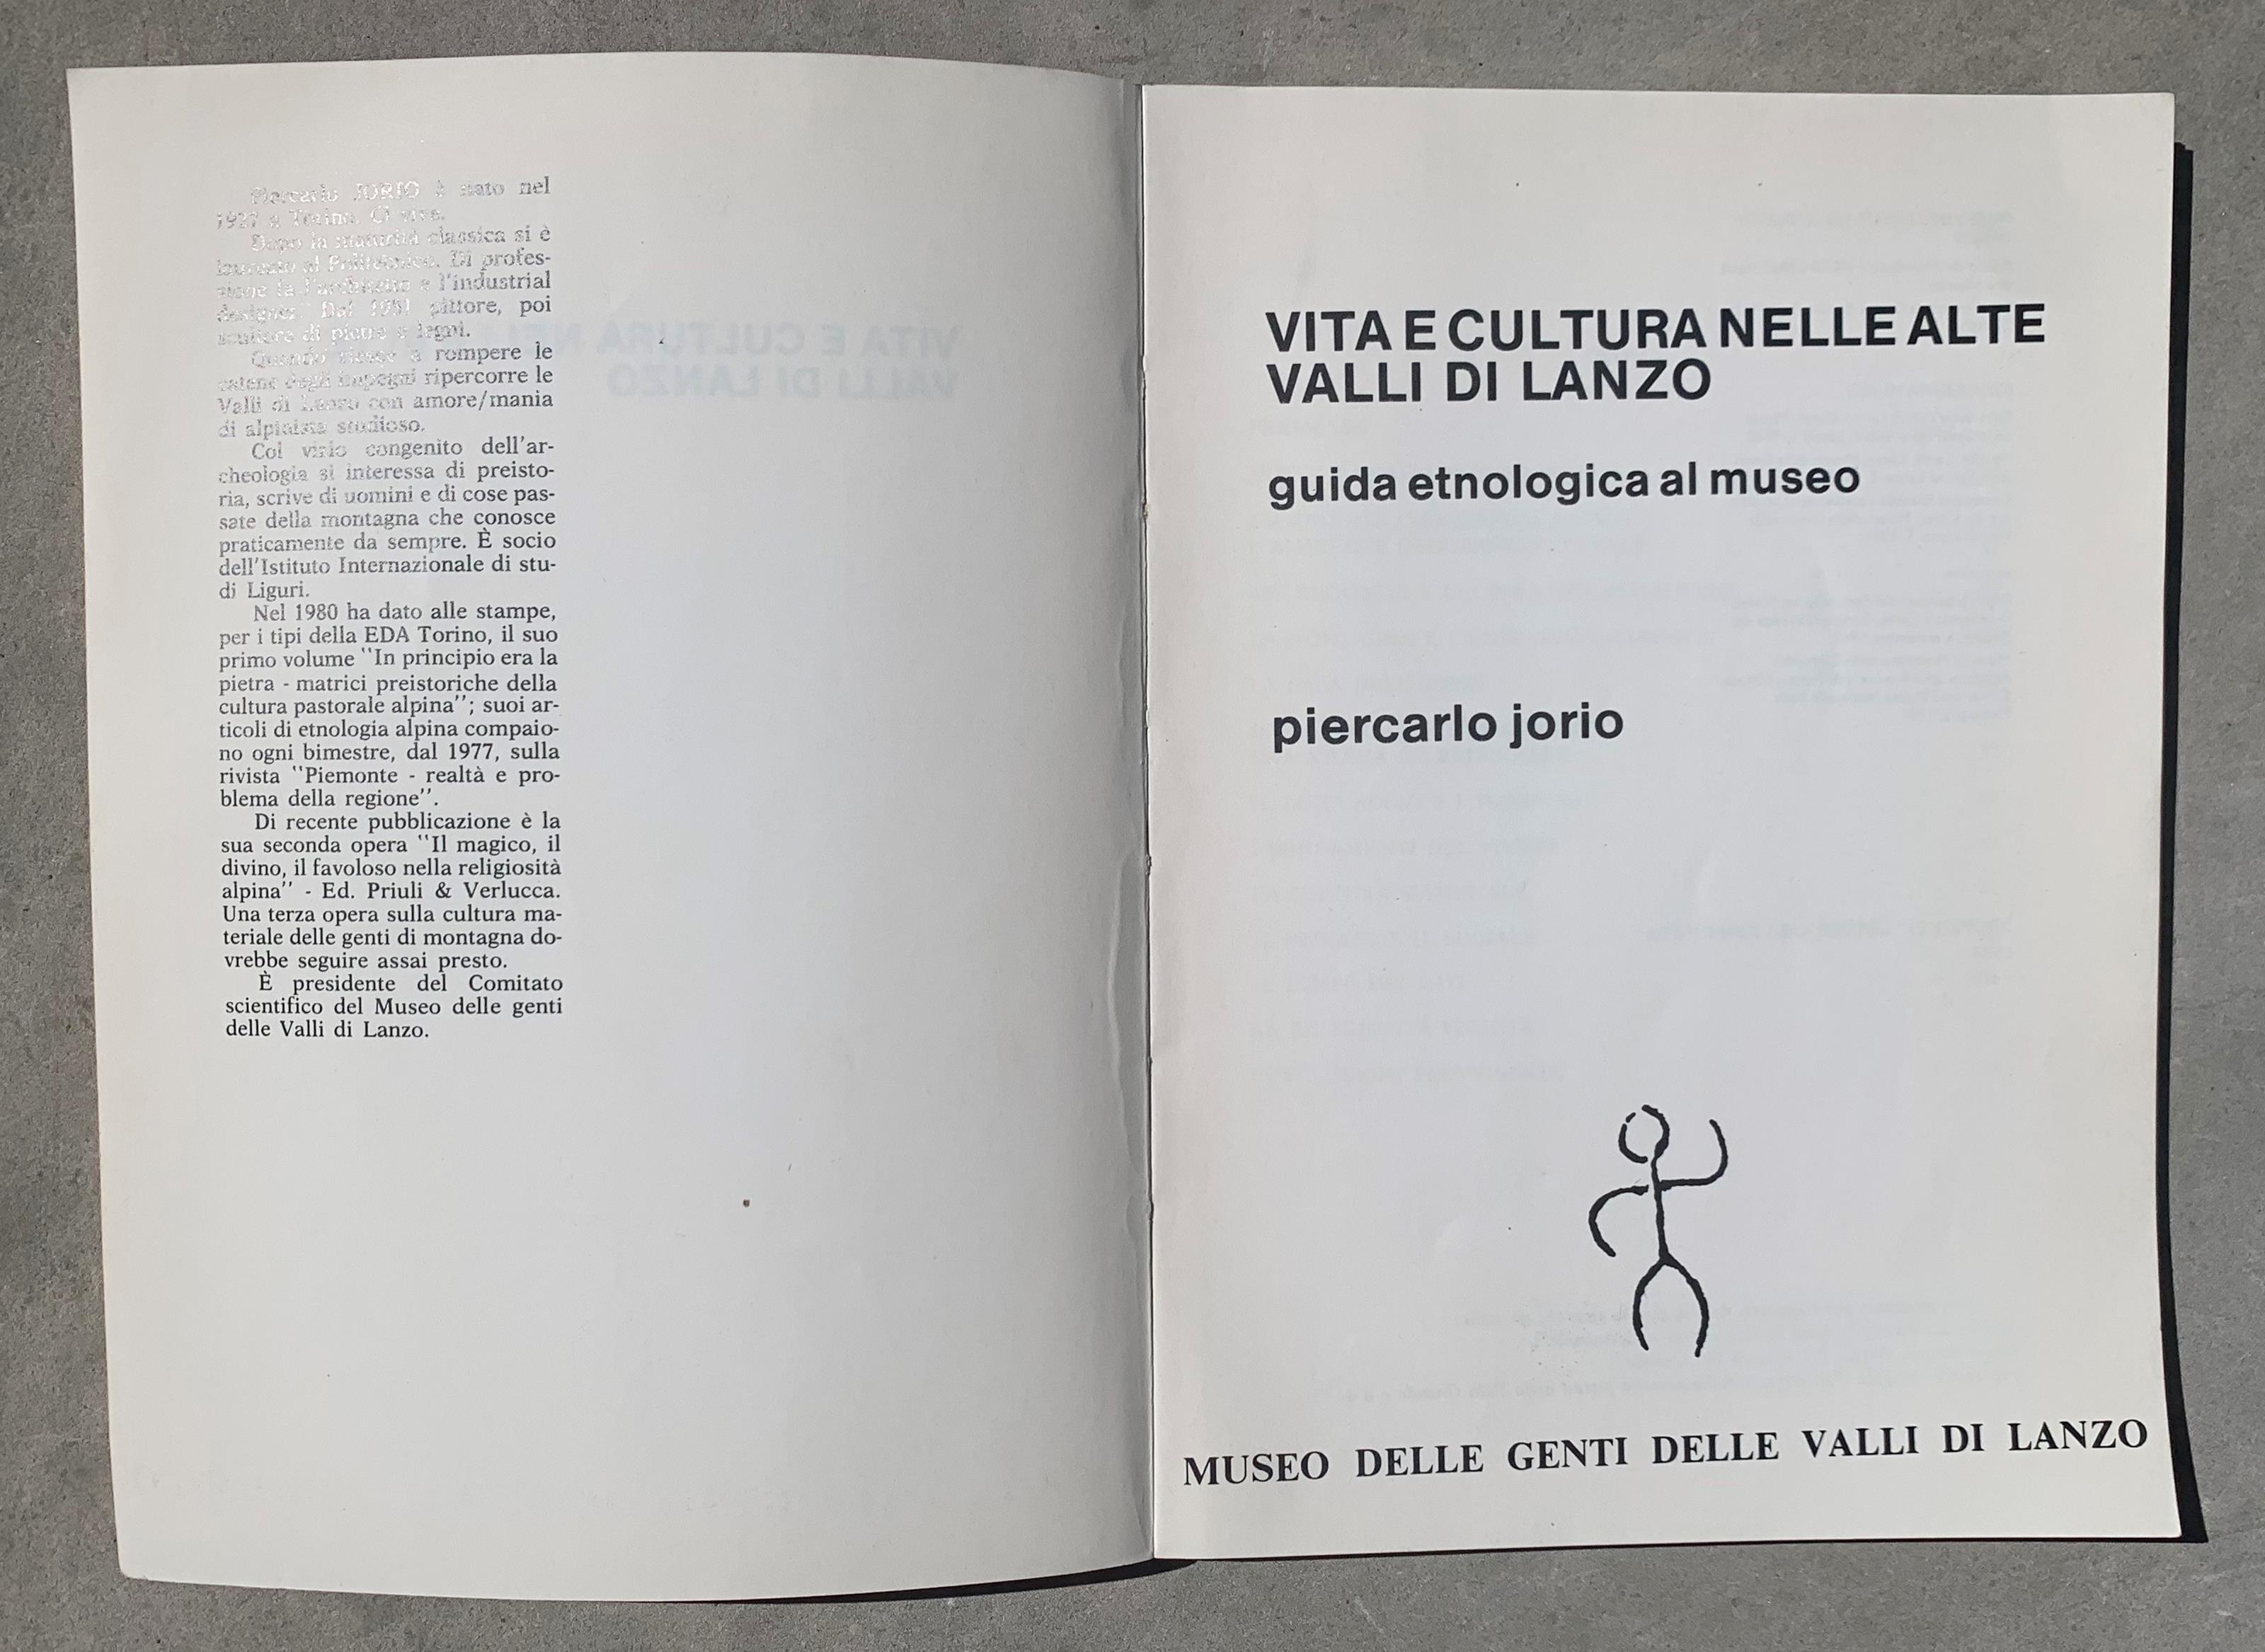 Piercarlo JORIO è nato nel
1927 a Torino. Ci vive.
Dopo la maturità classica si è
laureato al Politecnico. Di profes-
sione fa l'architetto e l'industrial
designer. Dal 1951 pittore, poi
scultore di pietre e legni.
Quando riesce a rompere le
catene degli impegni ripercorre le
Valli di Lanzo con amore/mania
di alpinista studioso.
Col vizio congenito dell'ar-
cheologia si interessa di preisto-
ria, scrive di uomini e di cose pas-
sate della montagna che conosce
praticamente da sempre. È socio
dell'Istituto Internazionale di stu-
di Liguri.
Nel 1980 ha dato alle stampe,
per i tipi della EDA Torino, il suo
primo volume "In principio era la
pietra - matrici preistoriche della
cultura pastorale alpina"; suoi ar-
ticoli di etnologia alpina compaio-
no ogni bimestre, dal 1977, sulla
rivista "Piemonte - realtà e pro-
blema della regione".
Di recente pubblicazione è la
sua seconda opera "Il magico, il
divino, il favoloso nella religiosità
alpina" - Ed. Priuli & Verlucca.
Una terza opera sulla cultura ma-
teriale delle genti di montagna do-
vrebbe seguire assai presto.
È presidente del Comitato
scientifico del Museo delle genti
delle Valli di Lanzo.
VITA E CULTURA NELLE ALTE
VALLI DI LANZO
guida etnologica al museo
piercarlo jorio
MUSEO DELLE GENTI DELLE VALLI DI LANZO